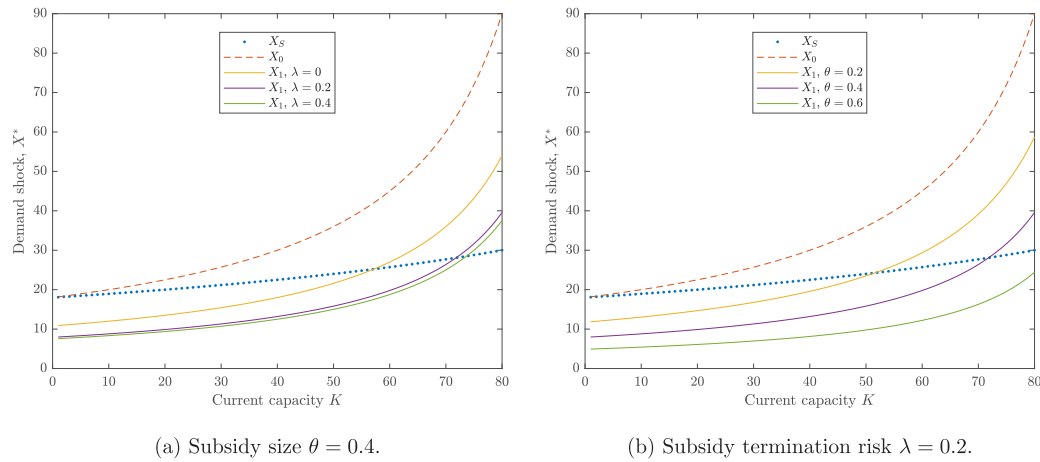 90
80
70
60
50
40
30
20
10
0
Demand shock, X*
X_S
X_0
X_1, λ = 0
X_1, λ = 0.2
X_1, λ = 0.4
0 10 20 30 40 50 60 70 80
Current capacity K
(a) Subsidy size θ = 0.4.
90
80
70
60
50
40
30
20
10
0
Demand shock, X*
X_S
X_0
X_1, θ = 0.2
X_1, θ = 0.4
X_1, θ = 0.6
0 10 20 30 40 50 60 70 80
Current capacity K
(b) Subsidy termination risk λ = 0.2.